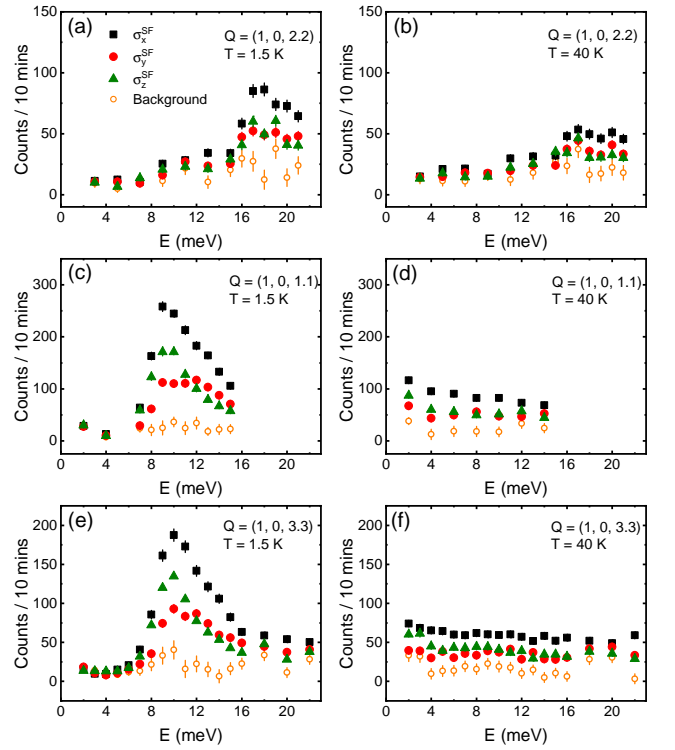 (a)
σxSF
σySF
σzSF
Background
Q = (1, 0, 2.2)
T = 1.5 K
Counts / 10 mins
150
100
50
0
0 4 8 12 16 20
E (meV)
(b)
Q = (1, 0, 2.2)
T = 40 K
Counts / 10 mins
150
100
50
0
0 4 8 12 16 20
E (meV)
(c)
Q = (1, 0, 1.1)
T = 1.5 K
Counts / 10 mins
300
200
100
0
0 4 8 12 16 20
E (meV)
(d)
Q = (1, 0, 1.1)
T = 40 K
Counts / 10 mins
300
200
100
0
0 4 8 12 16 20
E (meV)
(e)
Q = (1, 0, 3.3)
T = 1.5 K
Counts / 10 mins
200
150
100
50
0
0 4 8 12 16 20
E (meV)
(f)
Q = (1, 0, 3.3)
T = 40 K
Counts / 10 mins
200
150
100
50
0
0 4 8 12 16 20
E (meV)